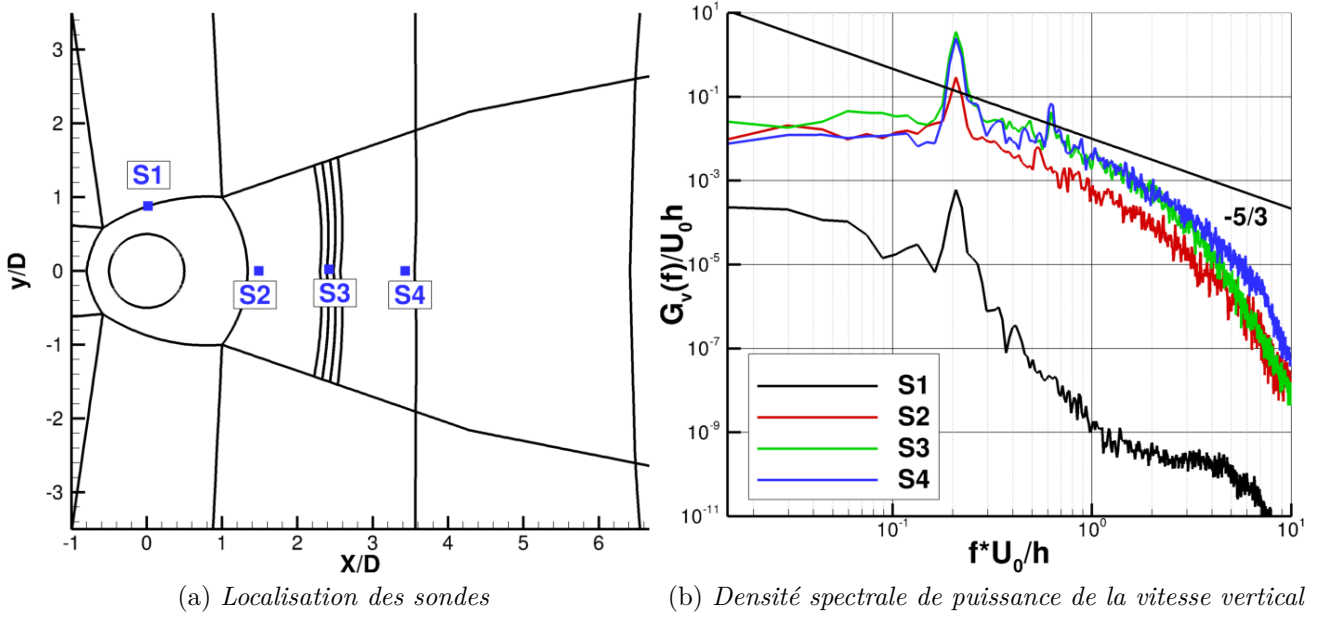 3
2
1
0
-1
-2
-3
y/D
-1
0
1
2
3
4
5
6
X/D
S1
S2
S3
S4
10^1
10^-1
10^-3
10^-5
10^-7
10^-9
10^-11
G_v(f)/U_0h
10^-1
10^0
10^1
f*U_0/h
-5/3
S1
S2
S3
S4
(a) Localisation des sondes
(b) Densité spectrale de puissance de la vitesse vertical